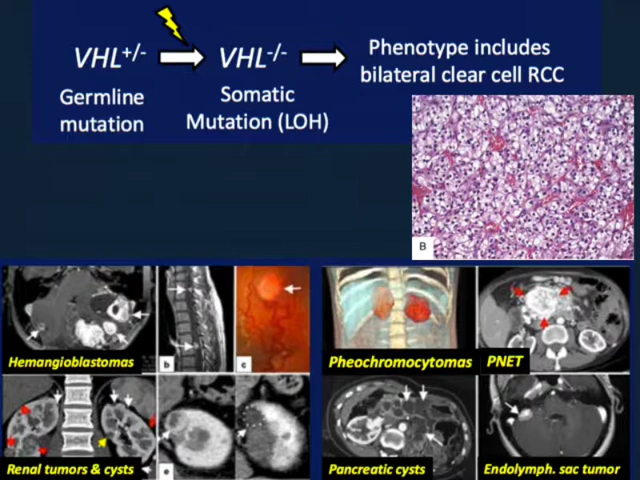 VHL+/-
VHL-/-
Phenotype includes
bilateral clear cell RCC
Germline
mutation
Somatic
Mutation (LOH)
B
Hemangioblastomas
b
c
Pheochromocytomas
PNET
Renal tumors & cysts
e
Pancreatic cysts
Endolymph. sac tumor